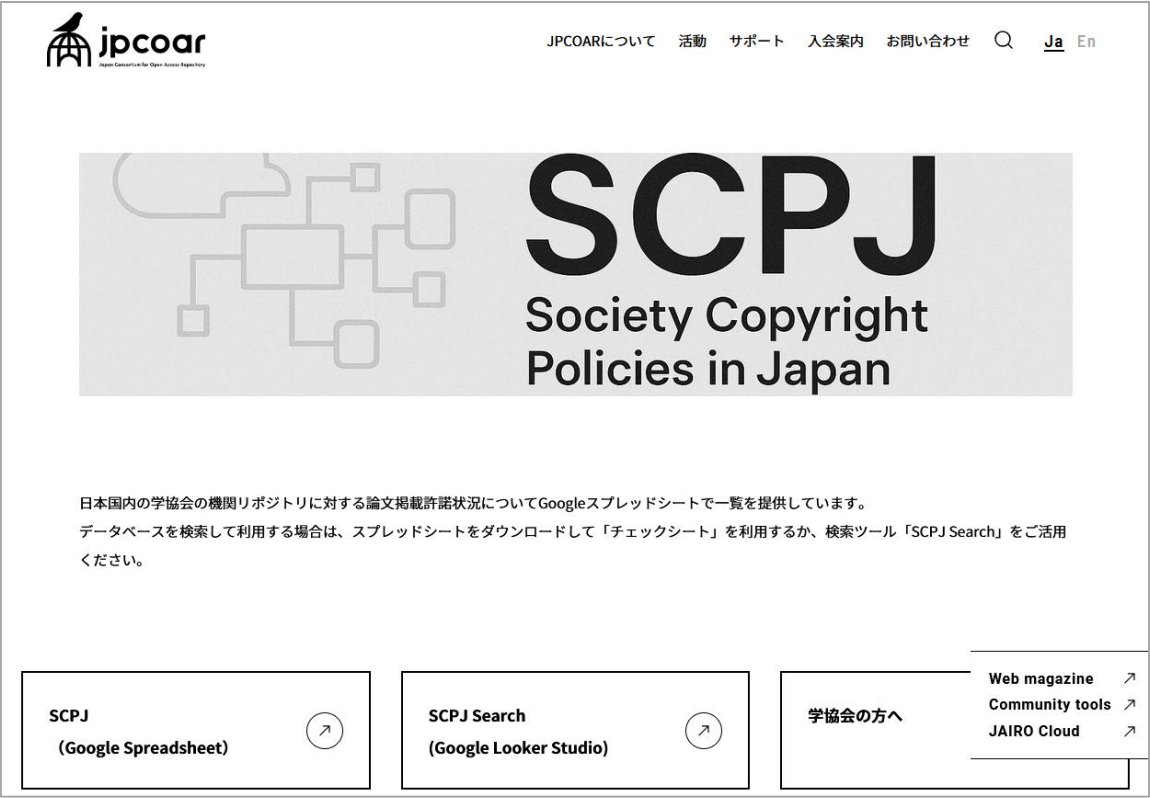 jpcoar
Japan Consortium for Open Access Repository
JPCOARについて 活動 サポート 入会案内 お問い合わせ Ja En
SCPJ
Society Copyright
Policies in Japan
日本国内の学協会の機関リポジトリに対する論文掲載許諾状況についてGoogleスプレッドシートで一覧を提供しています。
データベースを検索して利用する場合は、スプレッドシートをダウンロードして「チェックシート」を利用するか、検索ツール「SCPJ Search」をご活用
ください。
SCPJ
（Google Spreadsheet）
SCPJ Search
(Google Looker Studio)
学協会の方へ
Web magazine
Community tools
JAIRO Cloud